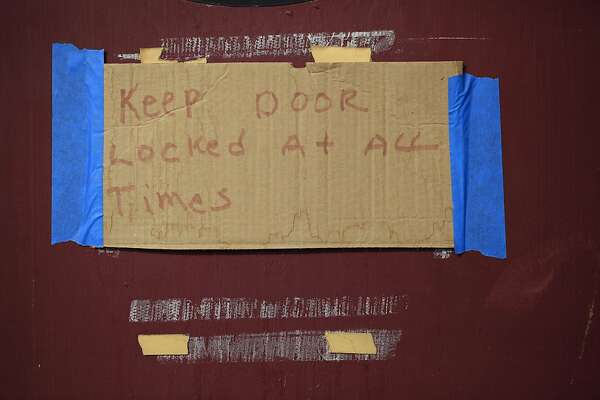 Keep DOOR
Locked At ALL
Times